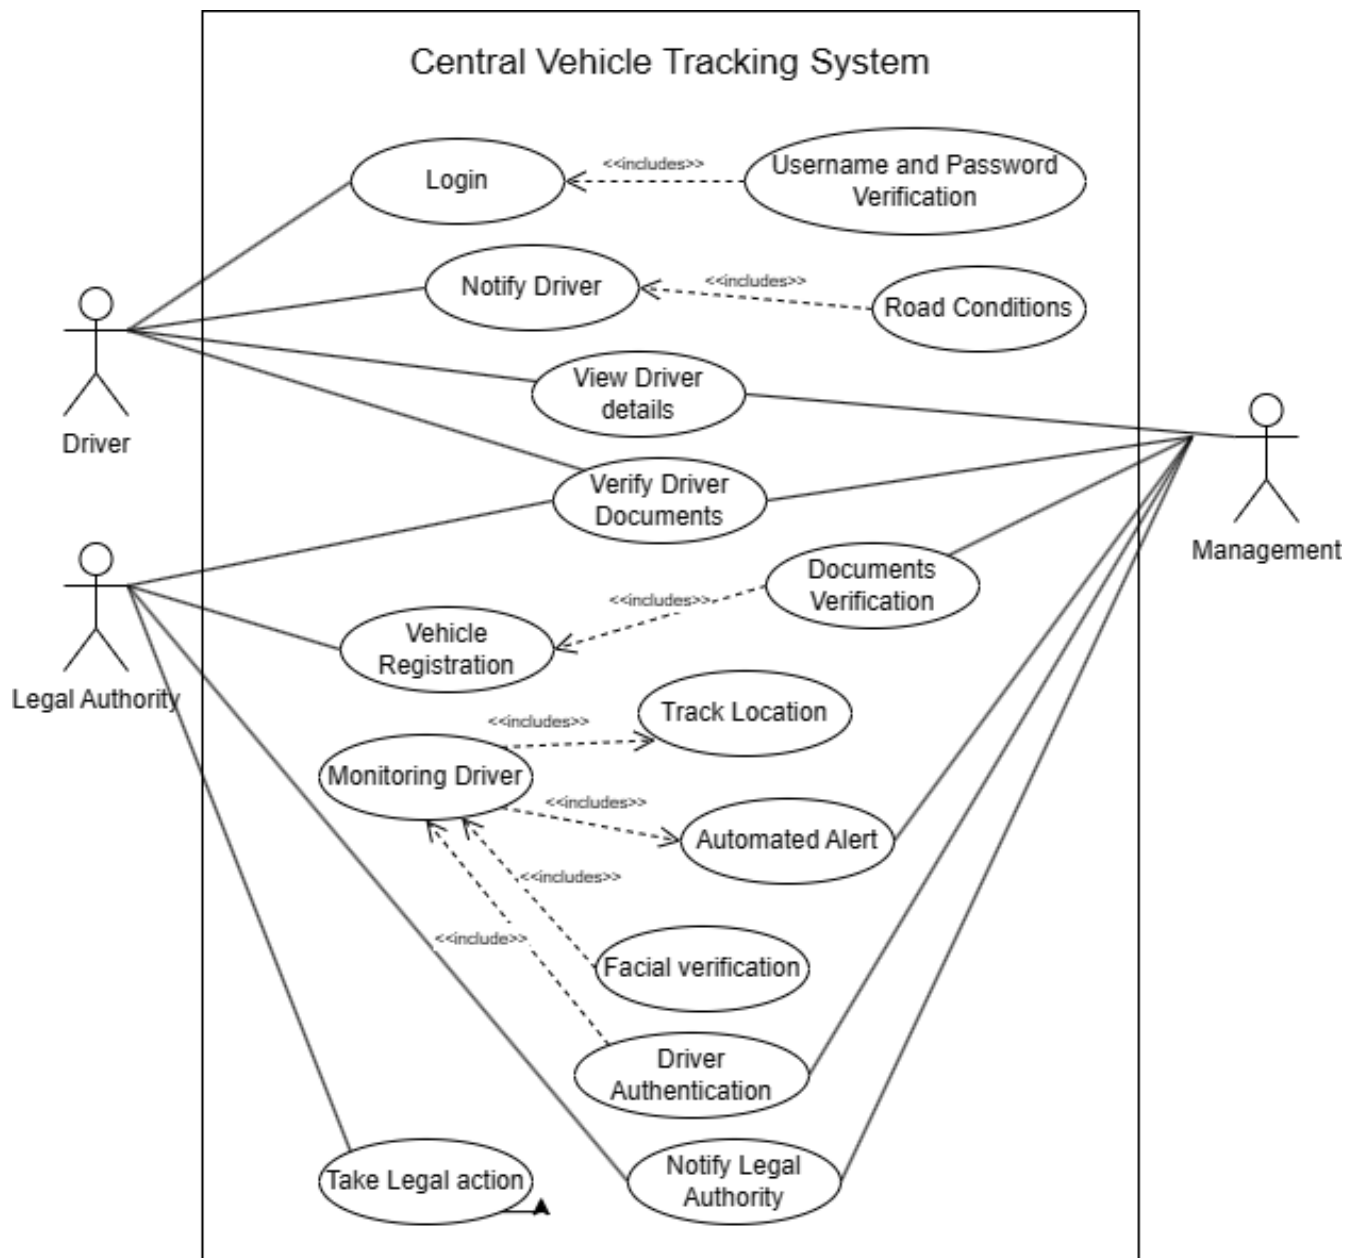 Central Vehicle Tracking System
Login
<<includes>>
Username and Password
Verification
Notify Driver
<<includes>>
Road Conditions
View Driver
details
Driver
Verify Driver
Documents
Management
Documents
Verification
<<includes>>
Vehicle
Registration
Legal Authority
<<includes>>
Track Location
Monitoring Driver
<<includes>>
Automated Alert
<<includes>>
<<include>>
Facial verification
Driver
Authentication
Take Legal action
Notify Legal
Authority